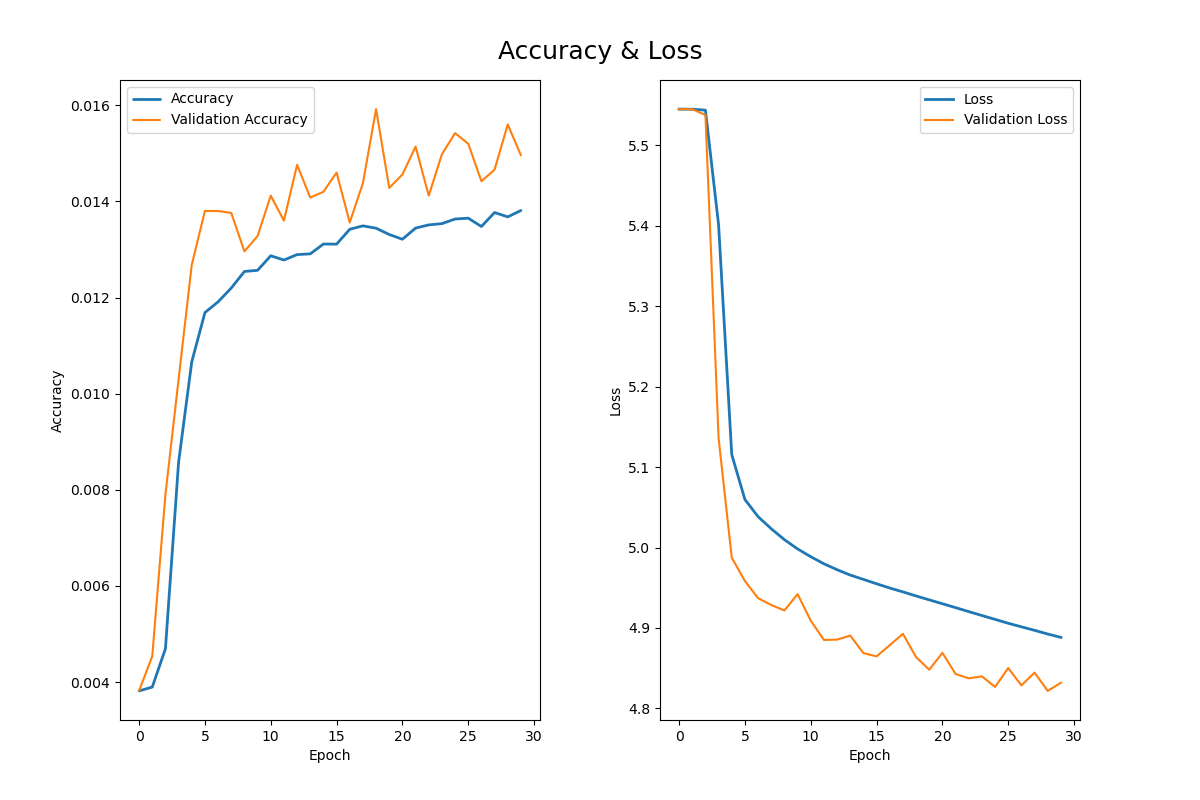 Accuracy & Loss
Accuracy
Validation Accuracy
0.016
0.014
0.012
0.010
0.008
0.006
0.004
Accuracy
0 5 10 15 20 25 30
Epoch
Loss
Validation Loss
5.5
5.4
5.3
5.2
5.1
5.0
4.9
4.8
Loss
0 5 10 15 20 25 30
Epoch